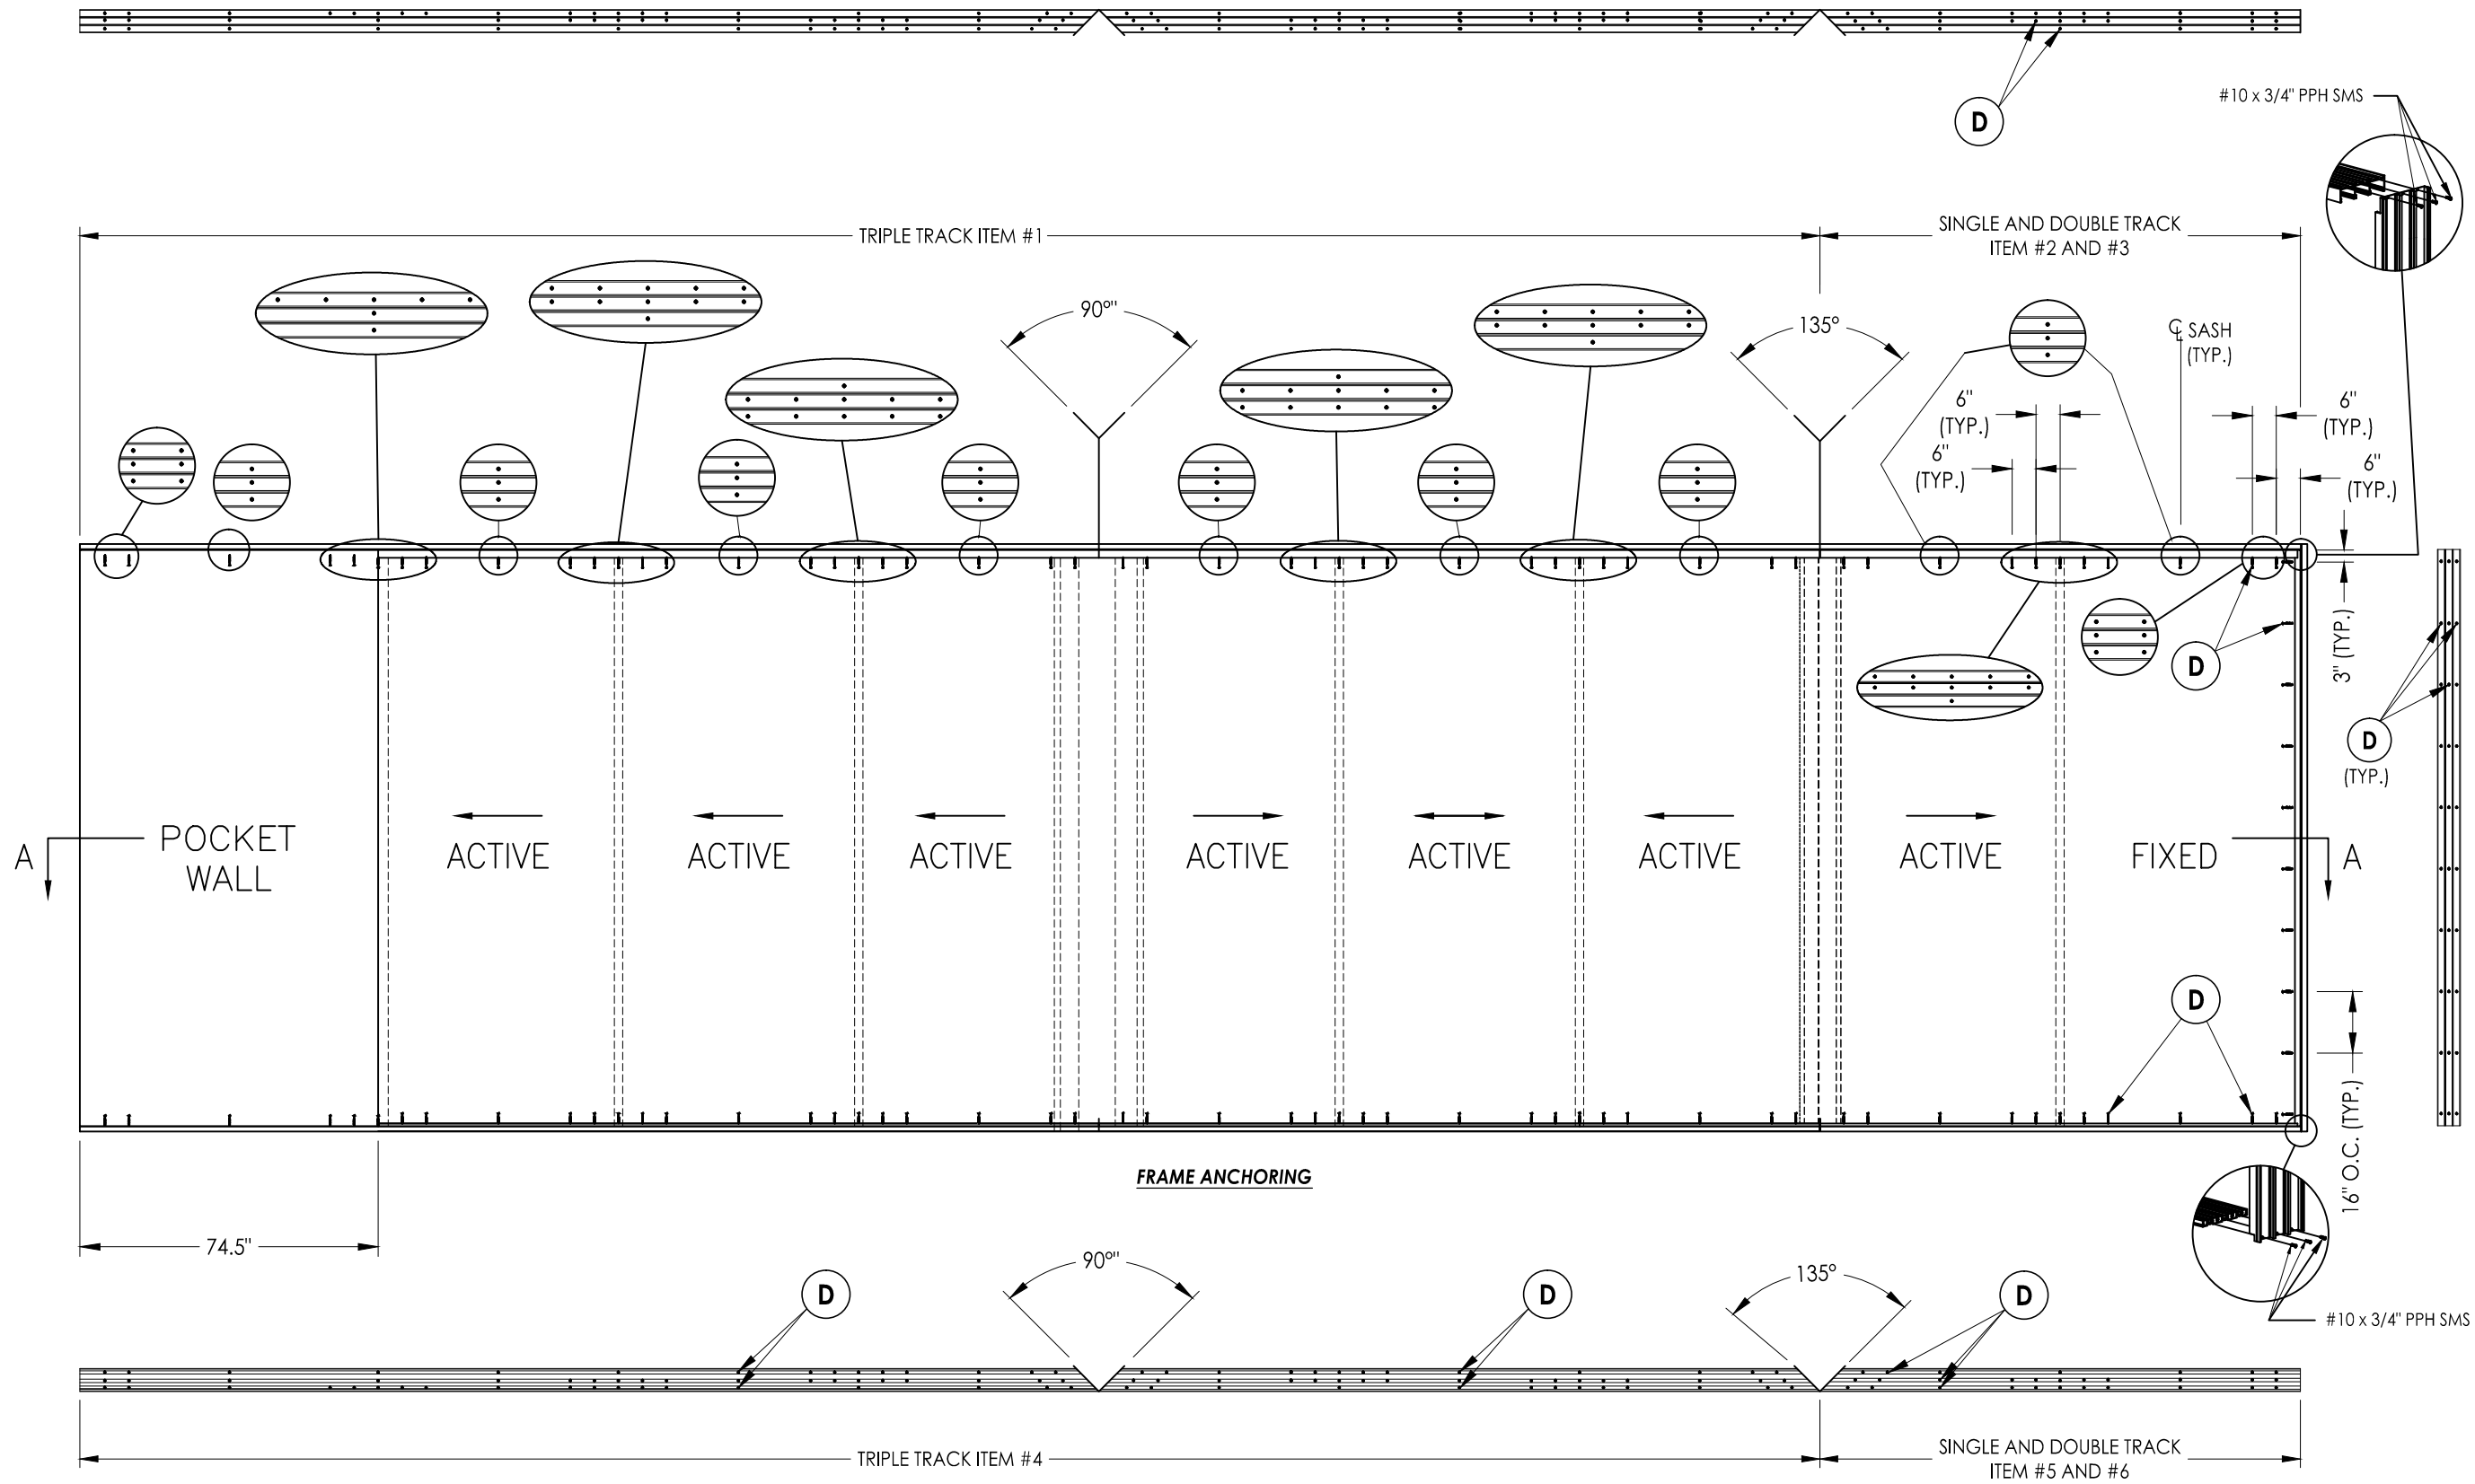 D
#10 x 3/4" PPH SMS
TRIPLE TRACK ITEM #1
SINGLE AND DOUBLE TRACK
ITEM #2 AND #3
90°"
135°
℄ SASH
(TYP.)
6"
(TYP.)
6"
(TYP.)
6"
(TYP.)
6"
(TYP.)
3" (TYP.)
D
D
(TYP.)
A
POCKET
WALL
ACTIVE
ACTIVE
ACTIVE
ACTIVE
ACTIVE
ACTIVE
ACTIVE
FIXED
A
D
16" O.C. (TYP.)
FRAME ANCHORING
74.5"
90°"
135°
D
D
D
#10 x 3/4" PPH SMS
TRIPLE TRACK ITEM #4
SINGLE AND DOUBLE TRACK
ITEM #5 AND #6